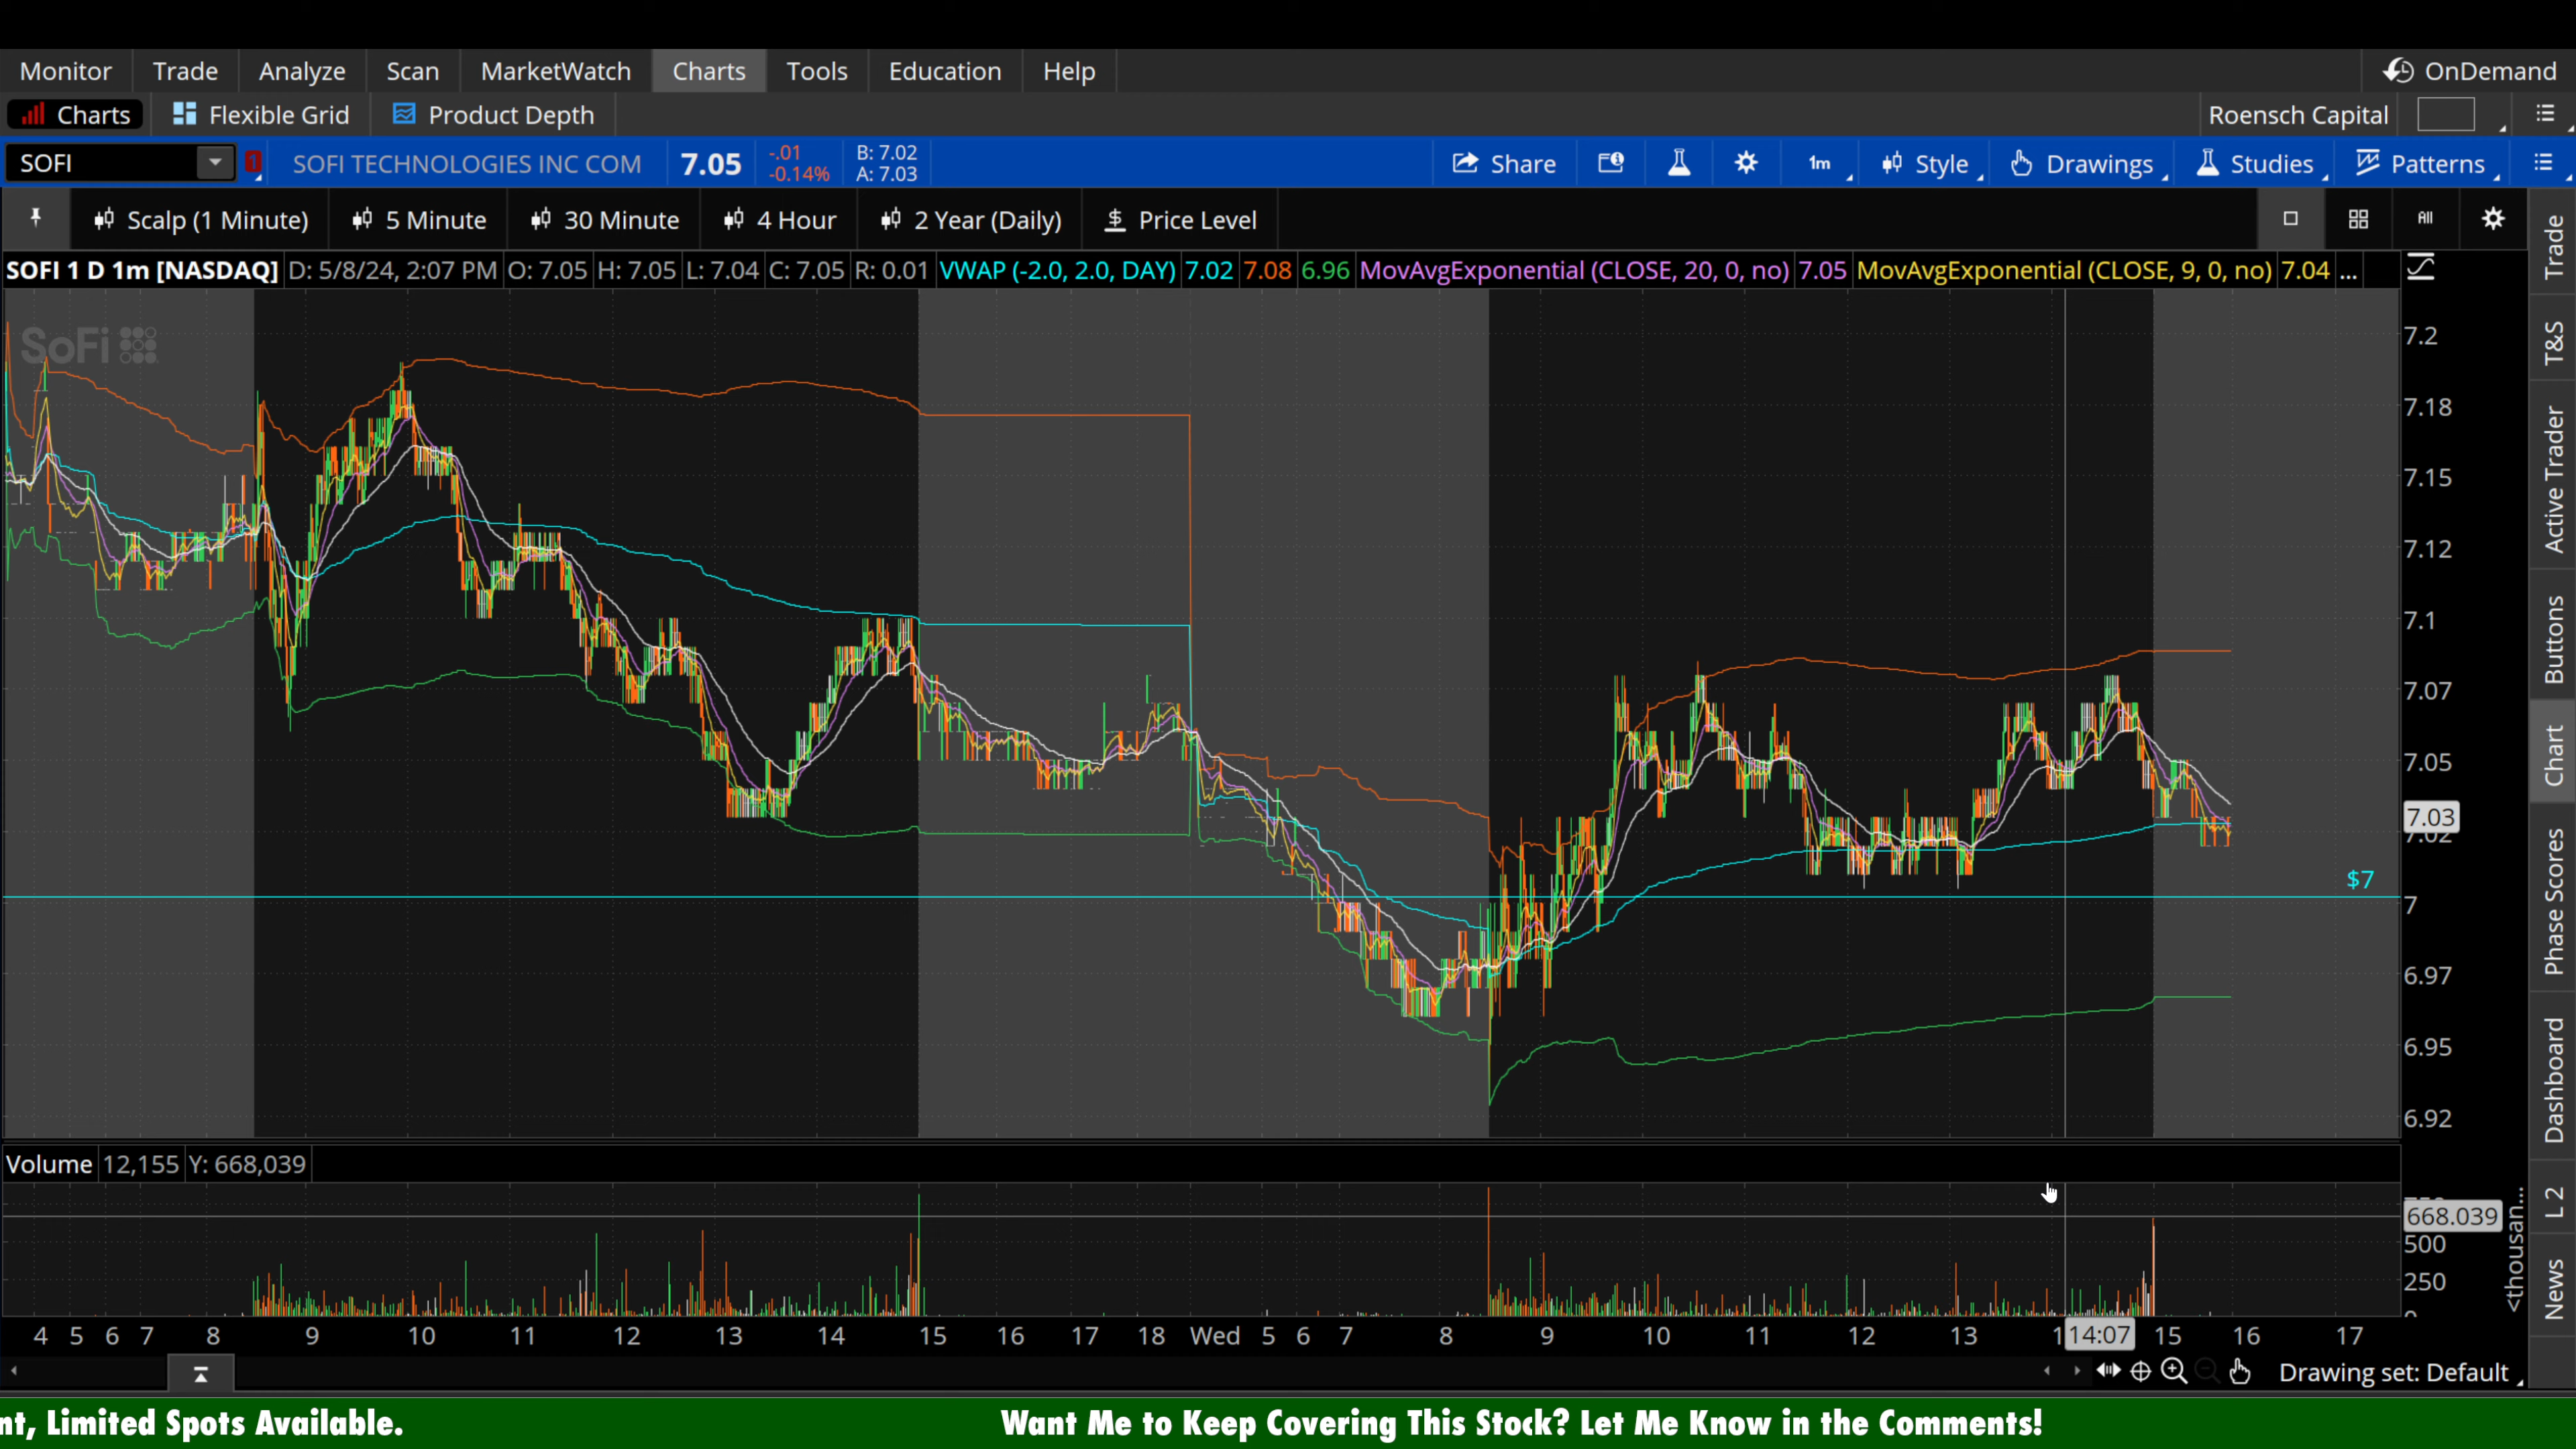 Monitor Trade Analyze Scan MarketWatch Charts Tools Education Help OnDemand
Charts Flexible Grid Product Depth Roensch Capital
SOFI 1 SOFI TECHNOLOGIES INC COM 7.05 -.01 -0.14% B: 7.02 A: 7.03 Share 1m Style Drawings Studies Patterns
Scalp (1 Minute) 5 Minute 30 Minute 4 Hour 2 Year (Daily) $ Price Level All
SOFI 1 D 1m [NASDAQ] D: 5/8/24, 2:07 PM O: 7.05 H: 7.05 L: 7.04 C: 7.05 R: 0.01 VWAP (-2.0, 2.0, DAY) 7.02 7.08 6.96 MovAvgExponential (CLOSE, 20, 0, no) 7.05 MovAvgExponential (CLOSE, 9, 0, no) 7.04 ...
SoFi
7.2
7.18
7.15
7.12
7.1
7.07
7.05
7.03
7.02
$7
7
6.97
6.95
6.92
Volume 12,155 Y: 668,039
668.039
500
250
0
<thousan...
4 5 6 7 8 9 10 11 12 13 14 15 16 17 18 Wed 5 6 7 8 9 10 11 12 13 1 14:07 15 16 17
Drawing set: Default
Trade
T&S
Active Trader
Buttons
Chart
Phase Scores
Dashboard
L 2
News
nt, Limited Spots Available. Want Me to Keep Covering This Stock? Let Me Know in the Comments!